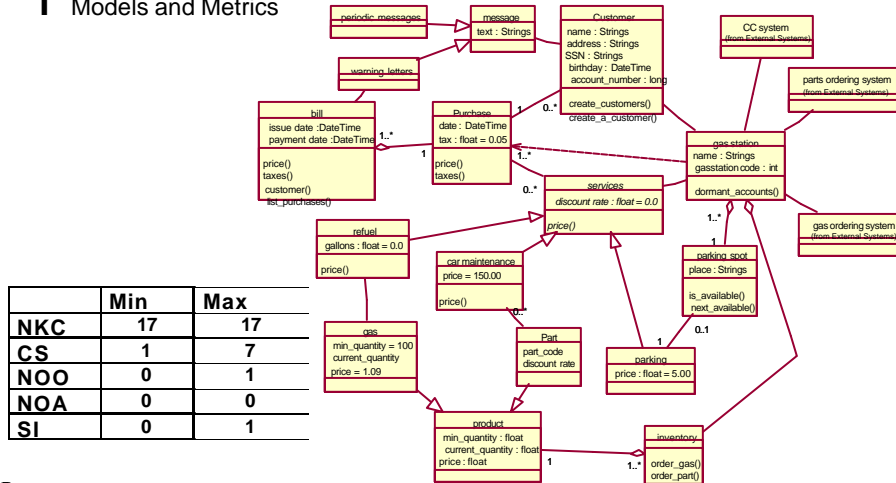 Models and Metrics
periodic messages
message
text : Strings
Customer
name : Strings
address : Strings
SSN : Strings
birthday : DateTime
account_number : long
create_customers()
create_a_customer()
CC system
(from External Systems)
parts ordering system
(from External Systems)
warning letters
bill
issue date :DateTime
payment date :DateTime
price()
taxes()
customer()
list_purchases()
1..*
1
Purchase
date : DateTime
tax : float = 0.05
price()
taxes()
1
0..*
1..*
0..*
gas station
name : Strings
gasstation code : int
dormant_accounts()
services
discount rate : float = 0.0
price()
gas ordering system
(from External Systems)
refuel
gallons : float = 0.0
price()
car maintenance
price = 150.00
price()
0..*
1..*
1
parking spot
place : Strings
is_available()
next_available()
0..1
1
gas
min_quantity = 100
current_quantity
price = 1.09
Part
part_code
discount rate
parking
price : float = 5.00
product
min_quantity : float
current_quantity : float
price : float
1
1..*
inventory
order_gas()
order_part()
Min Max
NKC 17 17
CS 1 7
NOO 0 1
NOA 0 0
SI 0 1